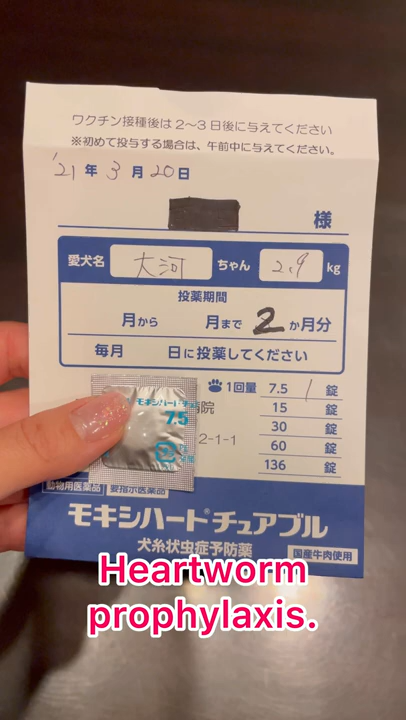 ワクチン接種後は2〜3日後に与えてください
※初めて投与する場合は、午前中に与えてください。
'21年3月20日
様
愛犬名 大河 ちゃん 2.9 kg
投薬期間
月から 月まで 2か月分
毎月 日に投薬してください
1回量 7.5 1 錠
院 15 錠
30 錠
2-1-1 60 錠
136 錠
モキシハート チュ
7.5
動物用医薬品 要指示医薬品
モキシハート®チュアブル
犬糸状虫症予防薬
国産牛肉使用
Heartworm
prophylaxis.